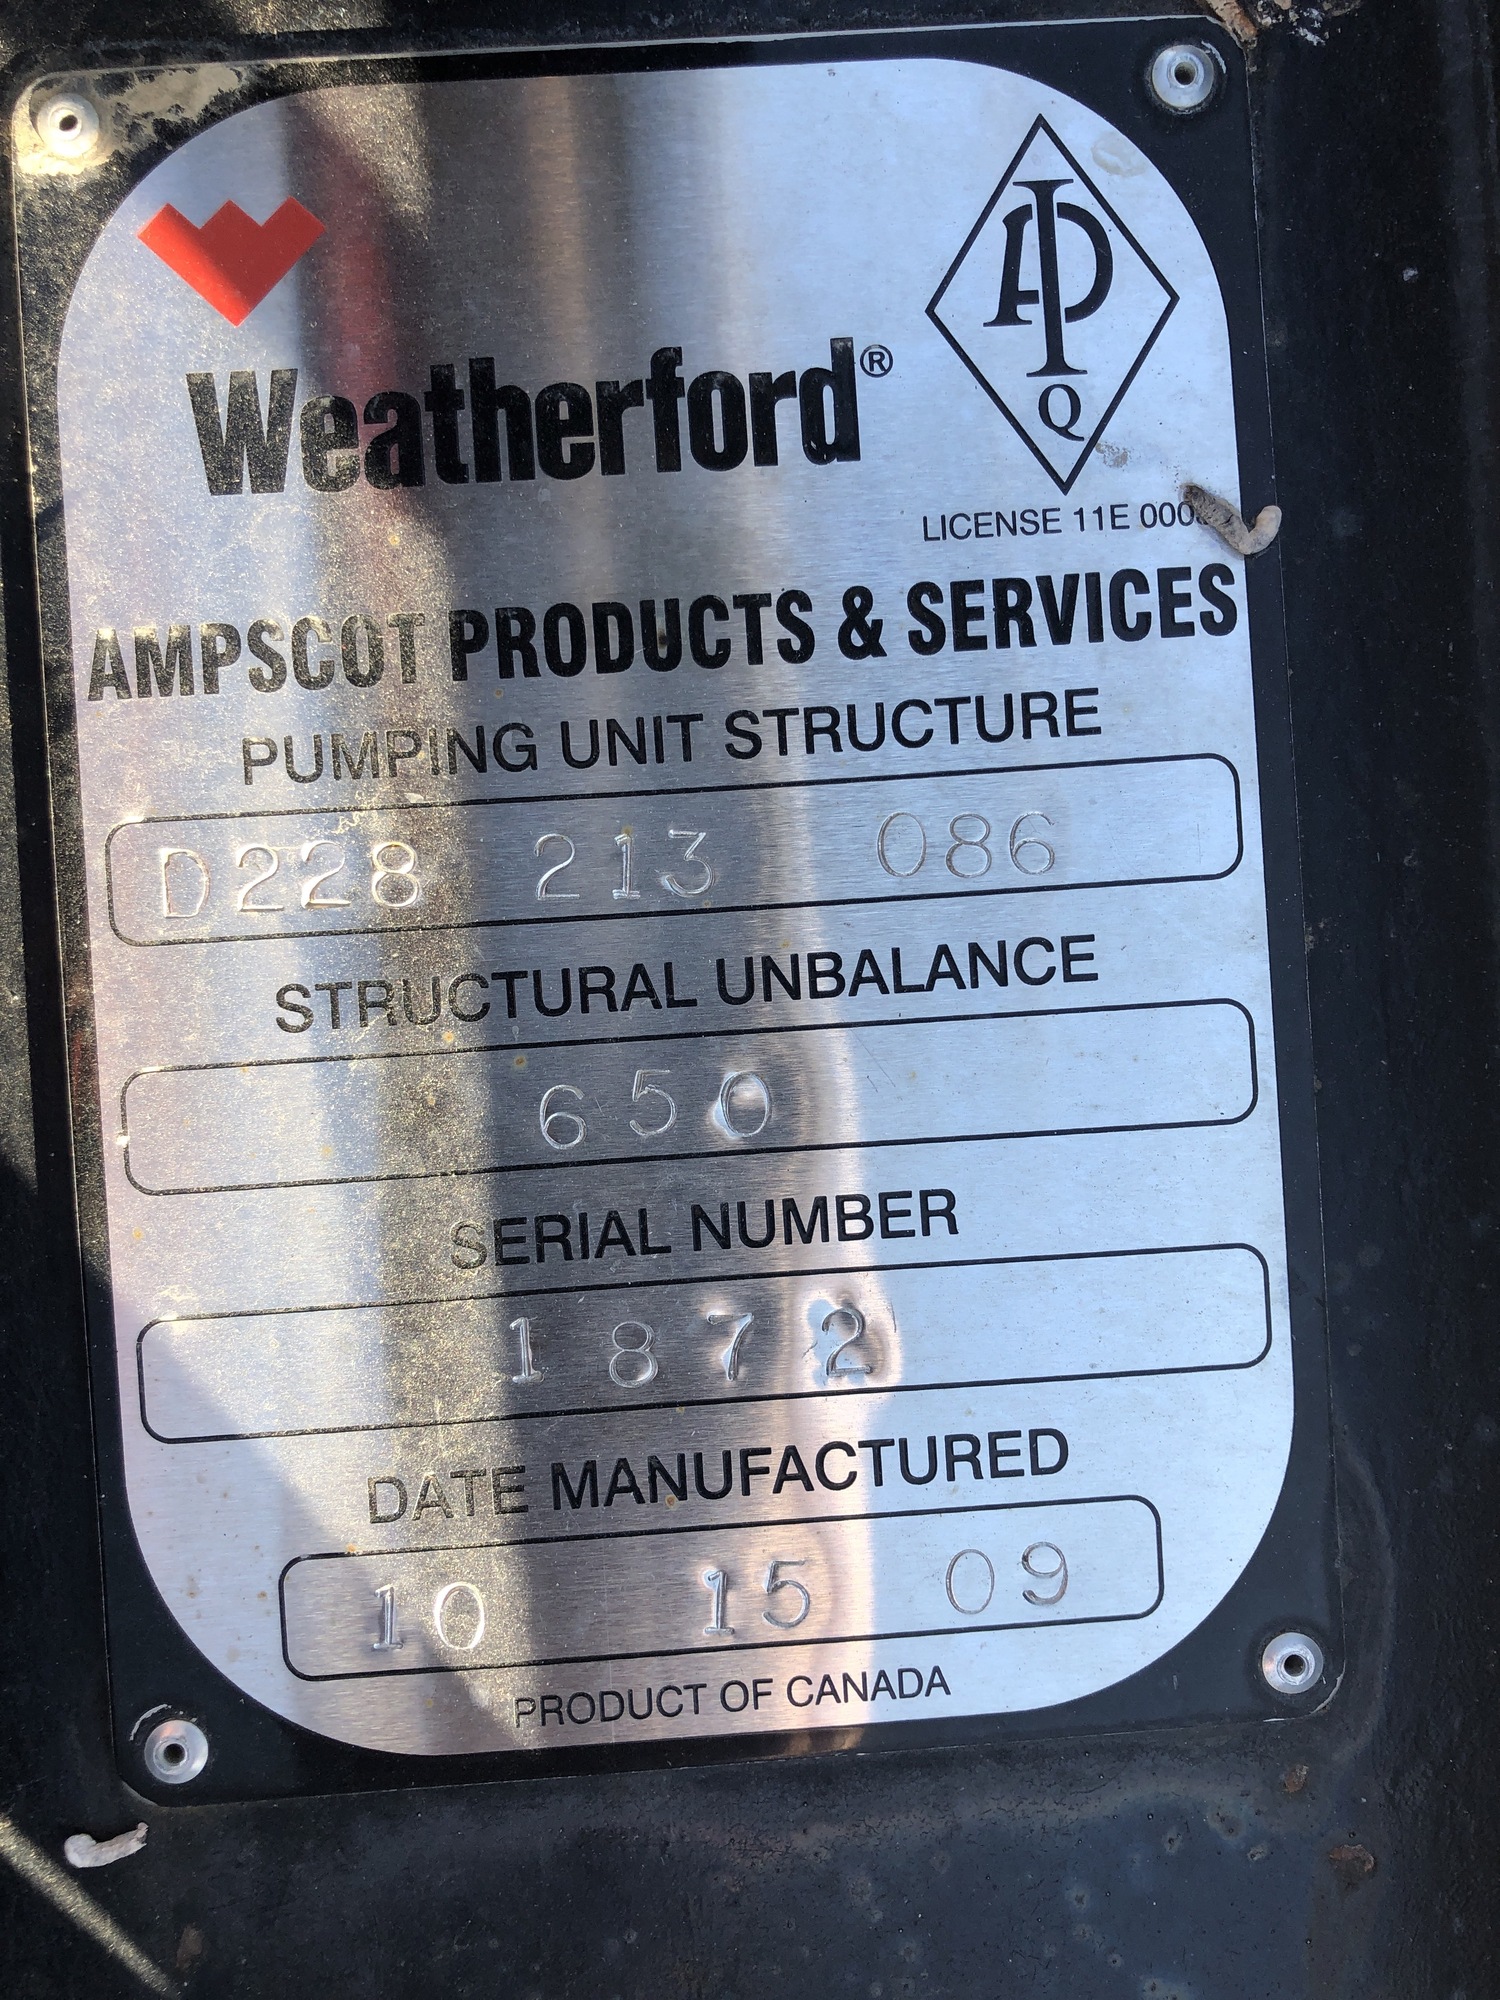 API
Q
Weatherford®
LICENSE 11E
AMPSCOT PRODUCTS & SERVICES
PUMPING UNIT STRUCTURE
D228 213 086
STRUCTURAL UNBALANCE
650
SERIAL NUMBER
1872
DATE MANUFACTURED
10 15 09
PRODUCT OF CANADA